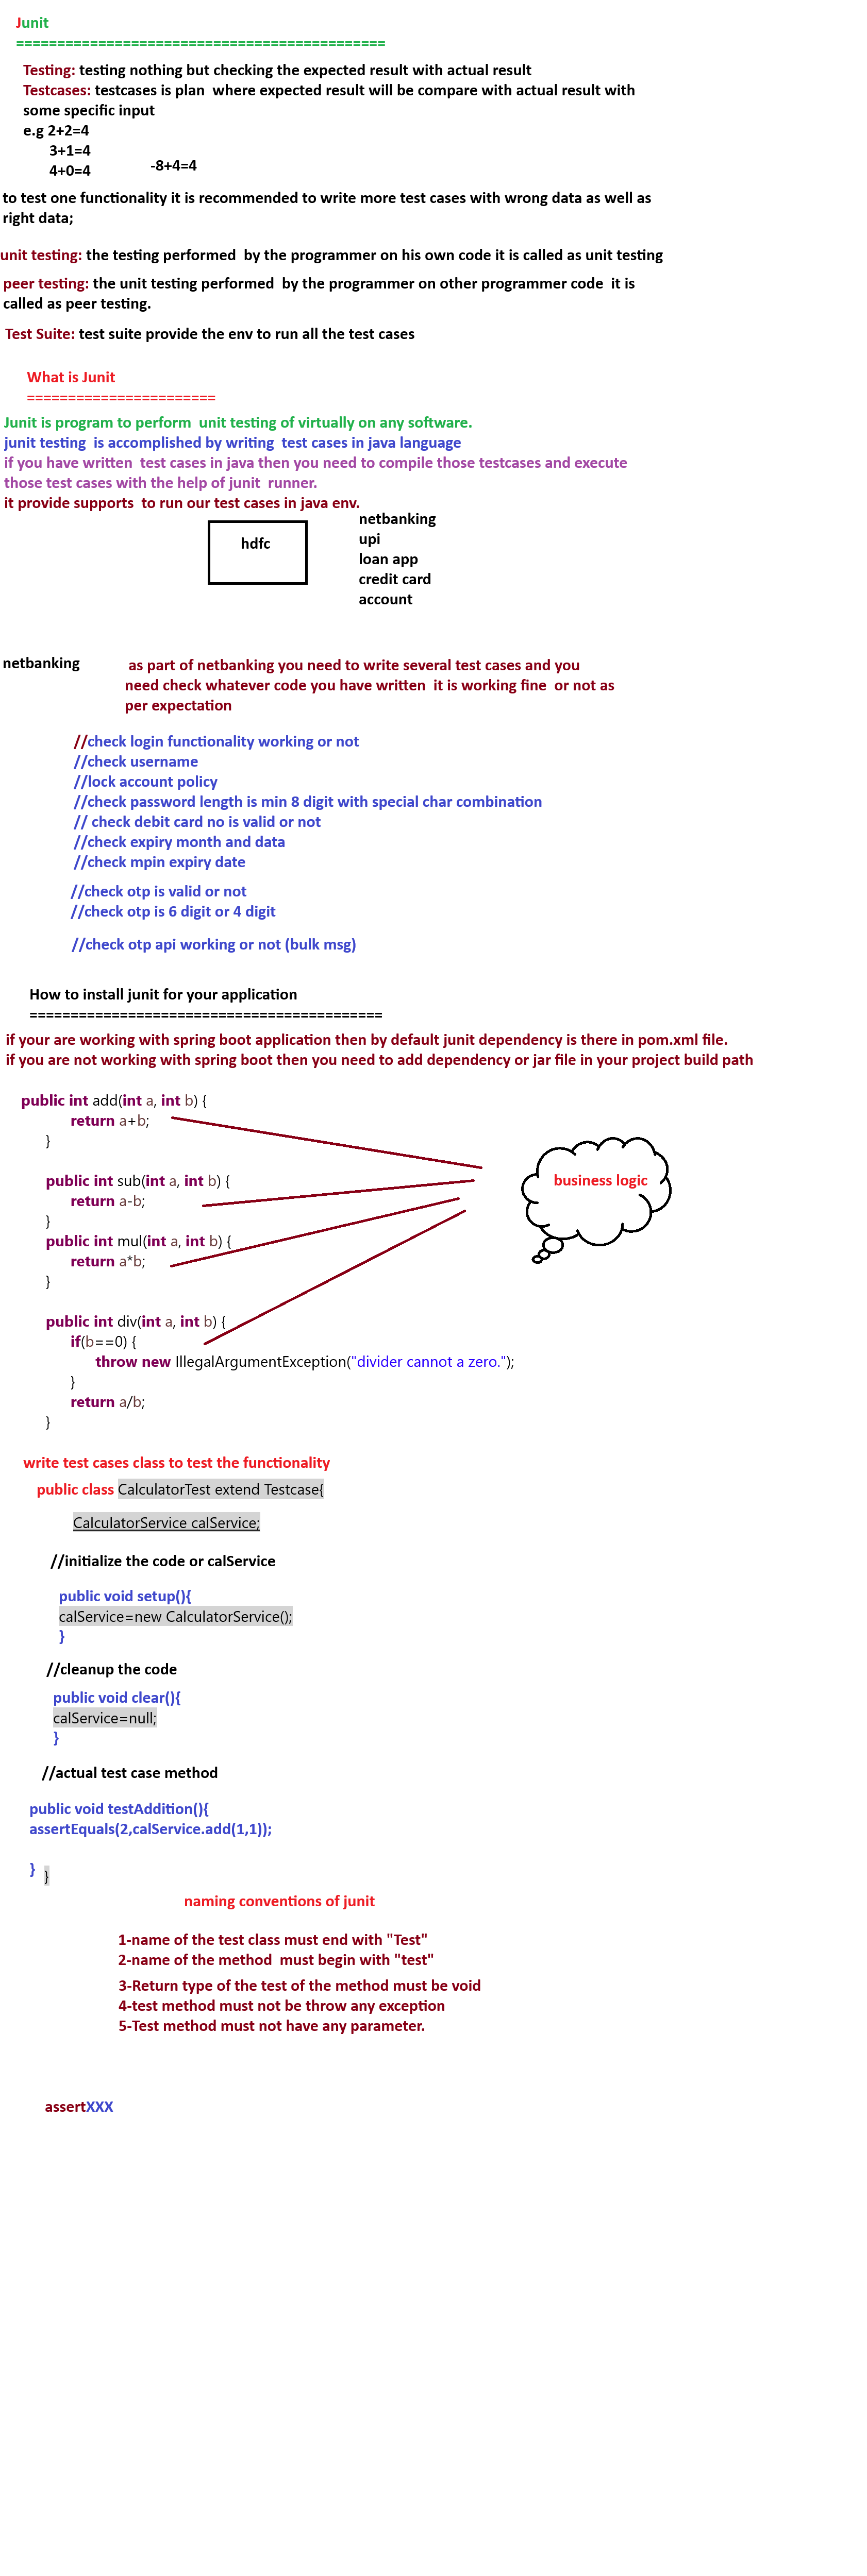 Junit
=============================================
Testing: testing nothing but checking the expected result with actual result
Testcases: testcases is plan  where expected result will be compare with actual result with
some specific input
e.g 2+2=4
3+1=4
4+0=4
-8+4=4
to test one functionality it is recommended to write more test cases with wrong data as well as
right data;
unit testing: the testing performed  by the programmer on his own code it is called as unit testing
peer testing: the unit testing performed  by the programmer on other programmer code  it is
called as peer testing.
Test Suite: test suite provide the env to run all the test cases
What is Junit
=======================
Junit is program to perform  unit testing of virtually on any software.
junit testing  is accomplished by writing  test cases in java language
if you have written  test cases in java then you need to compile those testcases and execute
those test cases with the help of junit  runner.
it provide supports  to run our test cases in java env.
hdfc
netbanking
upi
loan app
credit card
account
netbanking
as part of netbanking you need to write several test cases and you
need check whatever code you have written  it is working fine  or not as
per expectation
//check login functionality working or not
//check username
//lock account policy
//check password length is min 8 digit with special char combination
// check debit card no is valid or not
//check expiry month and data
//check mpin expiry date
//check otp is valid or not
//check otp is 6 digit or 4 digit
//check otp api working or not (bulk msg)
How to install junit for your application
===========================================
if your are working with spring boot application then by default junit dependency is there in pom.xml file.
if you are not working with spring boot then you need to add dependency or jar file in your project build path
public int add(int a, int b) {
return a+b;
}
public int sub(int a, int b) {
return a-b;
}
public int mul(int a, int b) {
return a*b;
}
public int div(int a, int b) {
if(b==0) {
throw new IllegalArgumentException("divider cannot a zero.");
}
return a/b;
}
business logic
write test cases class to test the functionality
public class CalculatorTest extend Testcase{
CalculatorService calService;
//initialize the code or calService
public void setup(){
calService=new CalculatorService();
}
//cleanup the code
public void clear(){
calService=null;
}
//actual test case method
public void testAddition(){
assertEquals(2,calService.add(1,1));
}
}
naming conventions of junit
1-name of the test class must end with "Test"
2-name of the method  must begin with "test"
3-Return type of the test of the method must be void
4-test method must not be throw any exception
5-Test method must not have any parameter.
assertXXX